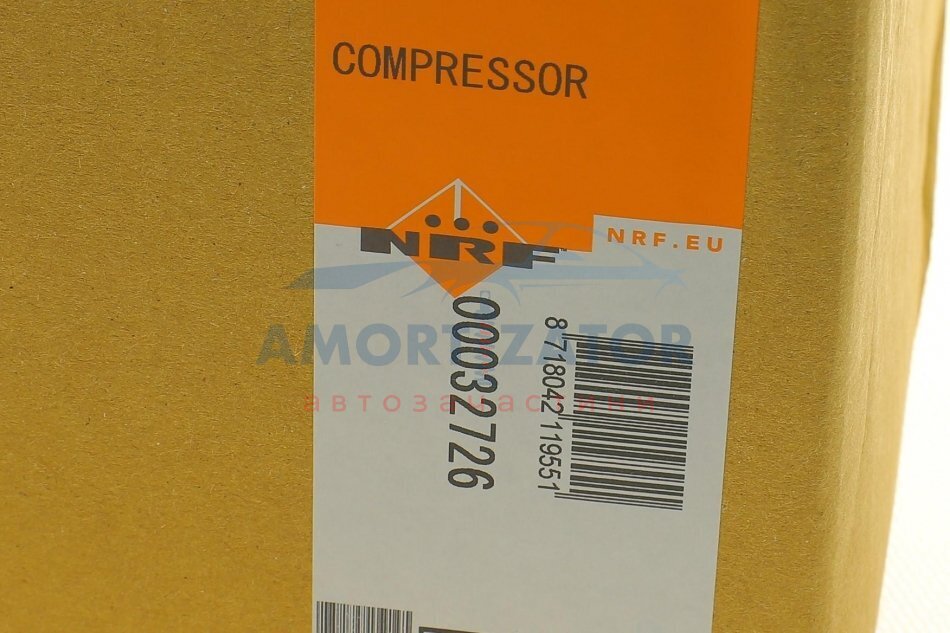 COMPRESSOR
NRF
NRF.EU
00032726
8 718042 119551
AMORTIZATOR
автозапчастини